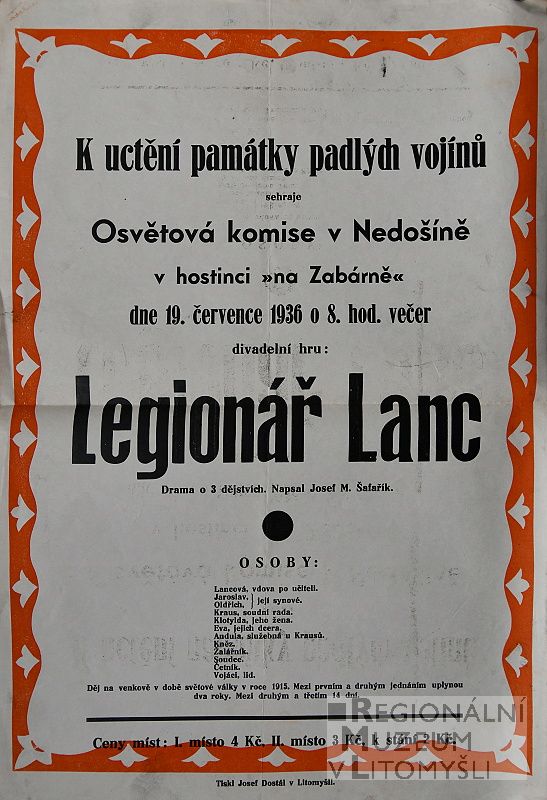 K uctění památky padlých vojínů
sehraje
Osvětová komise v Nedošíně
v hostinci »na Zabárně«
dne 19. července 1936 o 8. hod. večer
divadelní hru:
Legionář Lanc
Drama o 3 dějstvích. Napsal Josef M. Šafařík.
OSOBY:
Lancová, vdova po učiteli.
Jaroslav,
Oldřich, } její synové.
Kraus, soudní rada.
Klotylda, jeho žena.
Eva, jejich dcera.
Andula, služebná u Krausů.
Kněz.
Žalářník.
Soudce.
Četník.
Vojáci, lid.
Děj na venkově v době světové války v roce 1915. Mezi prvním a druhým jednáním uplynou
dva roky. Mezi druhým a třetím 14 dní.
Ceny míst: I. místo 4 Kč, II. místo 3 Kč, k stání 2 Kč.
Tiskl Josef Dostál v Litomyšli.
REGIONÁLNÍ
MUZEUM
V LITOMYŠLI